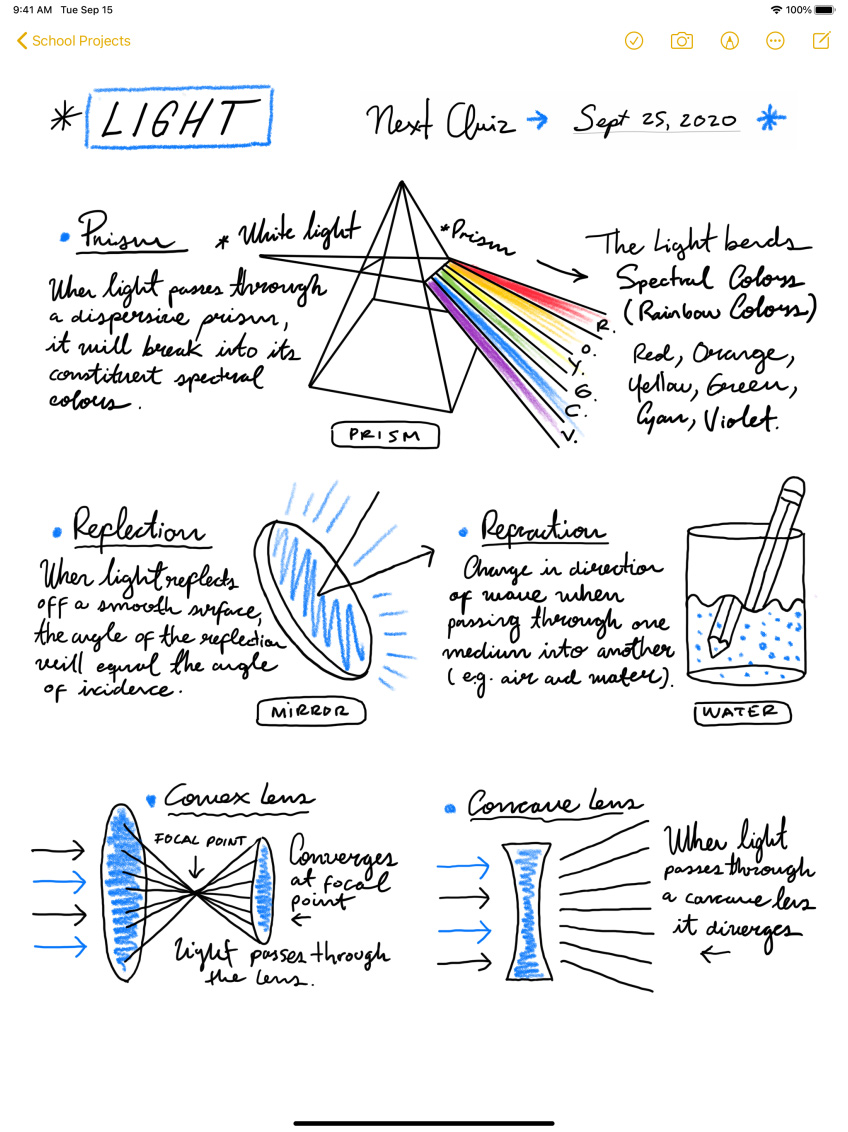 9:41 AM Tue Sep 15
100%
School Projects
* LIGHT
Next Quiz → Sept 25, 2020 *
• Prism
When light passes through
a dispersive prism,
it will break into its
constituent spectral
colours.
* White light
* Prism
R.
O.
Y.
G.
C.
V.
PRISM
The Light bends
Spectral Colours
(Rainbow Colours)
Red, Orange,
Yellow, Green,
Cyan, Violet.
• Reflection
When light reflects
off a smooth surface,
the angle of the reflection
will equal the angle
of incidence.
MIRROR
• Refraction
Change in direction
of wave when
passing through one
medium into another
(e.g. air and water).
WATER
• Convex Lens
FOCAL POINT
Converges
at focal
point
←
Light passes through
the lens.
• Concave Lens
When light
passes through
a concave lens
it diverges
←